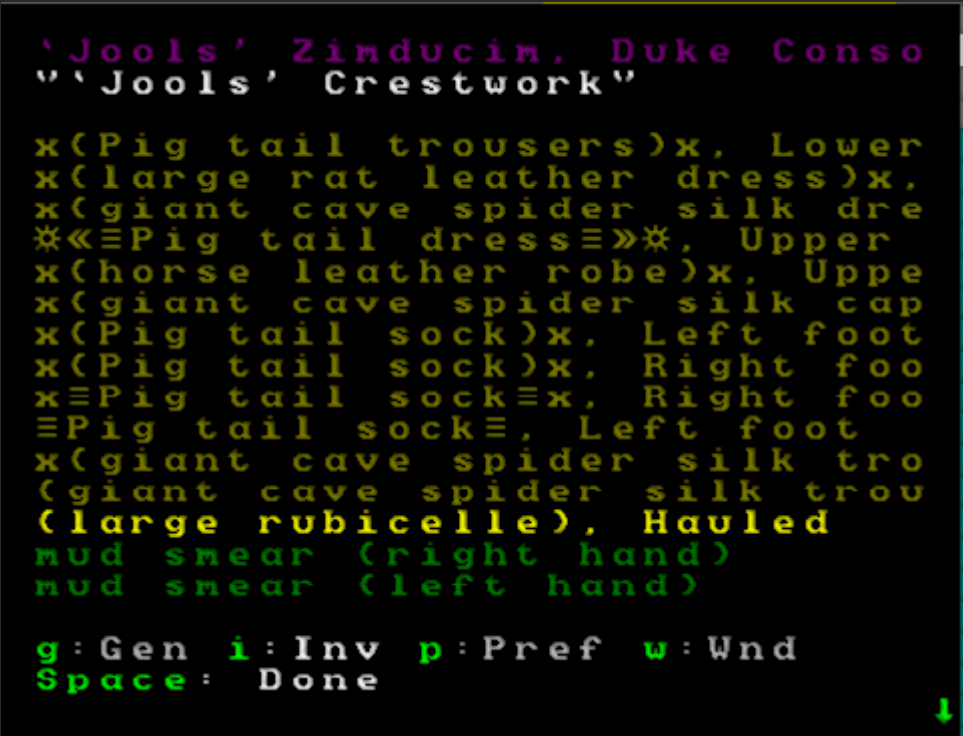 `Jools' Zimducim, Duke Conso
"`Jools' Crestwork"
x(Pig tail trousers)x, Lower
x(large rat leather dress)x,
x(giant cave spider silk dre
☼«≡Pig tail dress≡»☼, Upper
x(horse leather robe)x, Uppe
x(giant cave spider silk cap
x(Pig tail sock)x, Left foot
x(Pig tail sock)x, Right foo
x≡Pig tail sock≡x, Right foo
≡Pig tail sock≡, Left foot
x(giant cave spider silk tro
(giant cave spider silk trou
(large rubicelle), Hauled
mud smear (right hand)
mud smear (left hand)
g:Gen i:Inv p:Pref w:Wnd
Space: Done